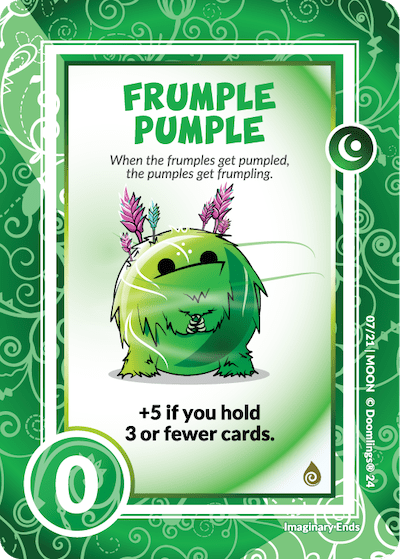 FRUMPLE
PUMPLE
When the frumples get pumpled,
the pumples get frumpling.
+5 if you hold
3 or fewer cards.
0
07/21 | MOON © Doomlings® 24
Imaginary Ends